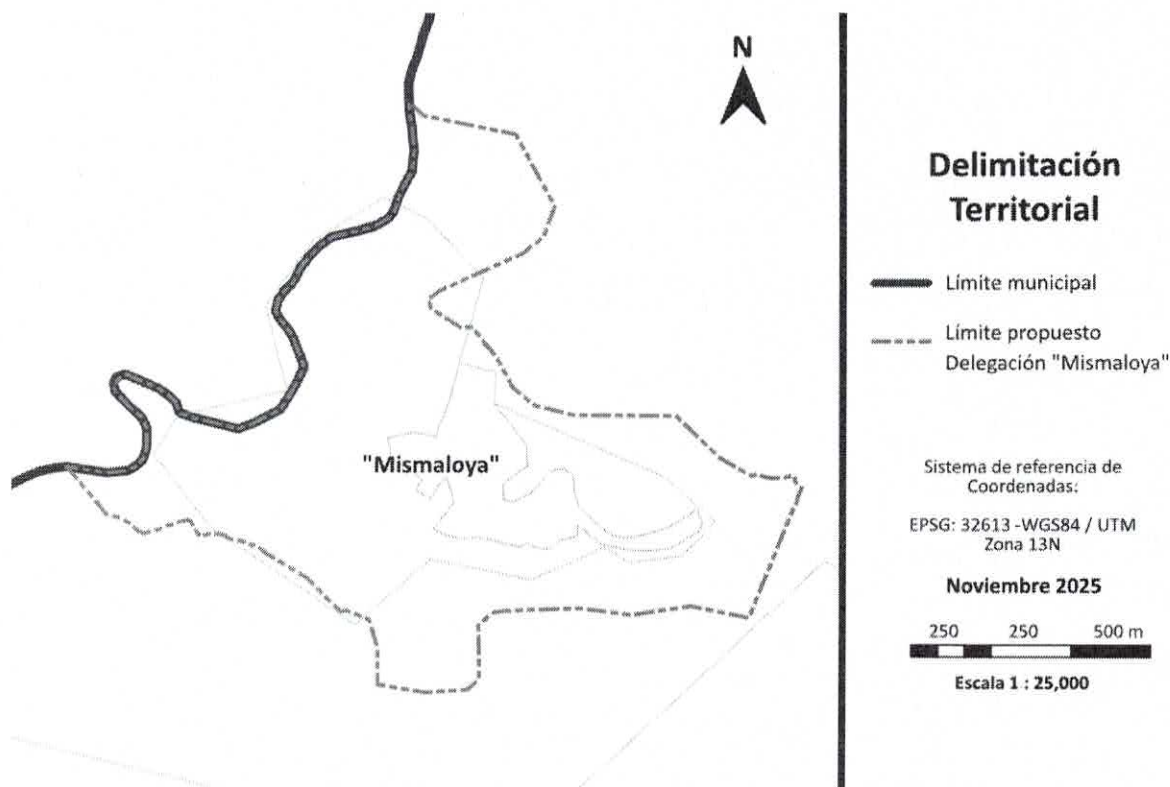 N
Delimitación
Territorial
Límite municipal
Límite propuesto
Delegación "Mismaloya"
"Mismaloya"
Sistema de referencia de
Coordenadas:
EPSG: 32613 -WGS84 / UTM
Zona 13N
Noviembre 2025
250 250 500 m
Escala 1 : 25,000